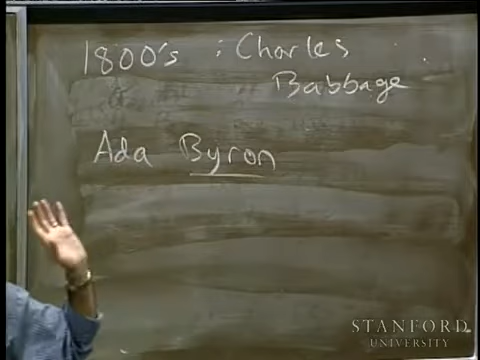 1800's : Charles
Babbage
Ada Byron
STANFORD
UNIVERSITY